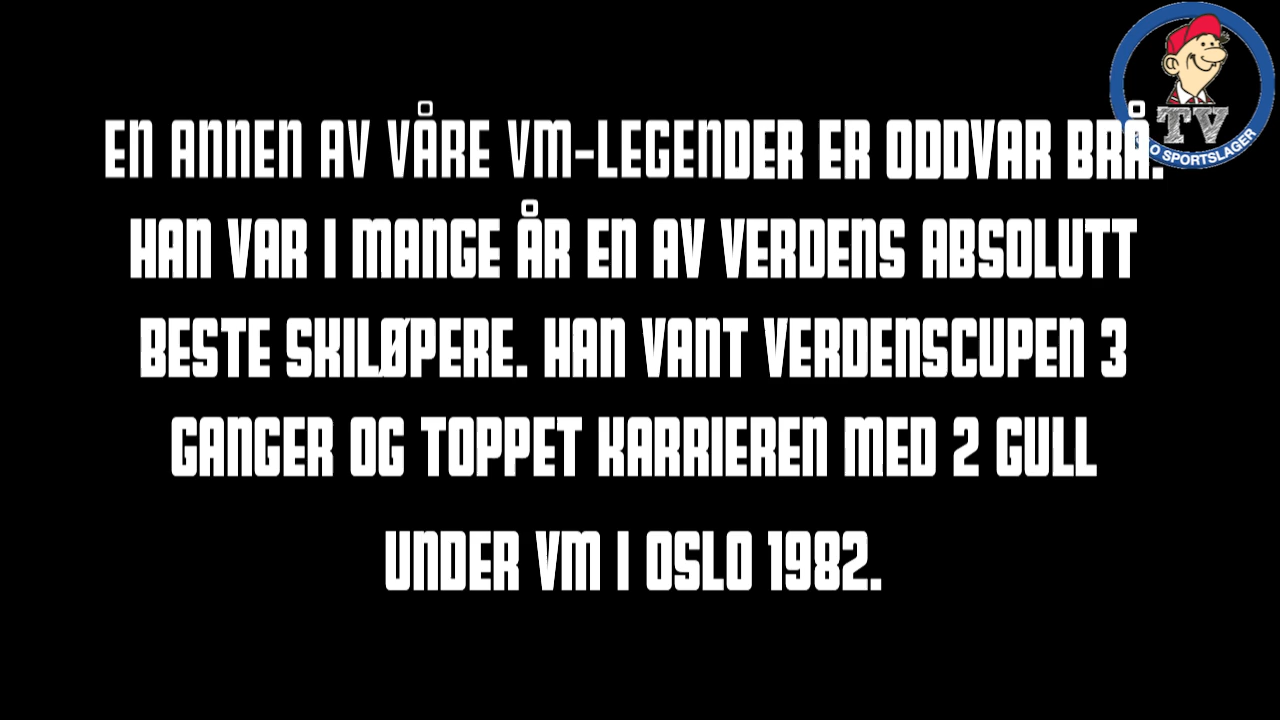 EN ANNEN AV VÅRE VM-LEGENDER ER ODDVAR BRÅ.
HAN VAR I MANGE ÅR EN AV VERDENS ABSOLUTT
BESTE SKILØPERE. HAN VANT VERDENSCUPEN 3
GANGER OG TOPPET KARRIEREN MED 2 GULL
UNDER VM I OSLO 1982.
TV
O SPORTSLAGER